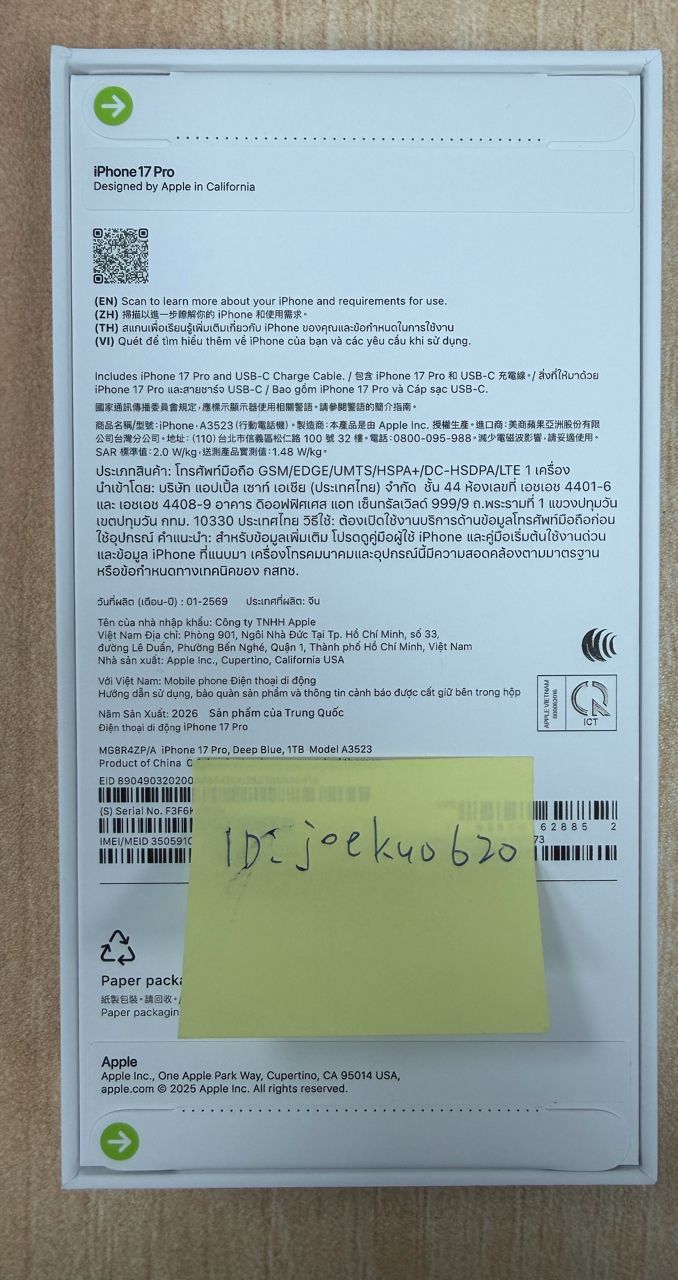 iPhone 17 Pro
Designed by Apple in California
(EN) Scan to learn more about your iPhone and requirements for use.
(ZH) 掃描以進一步瞭解你的 iPhone 和使用需求。
(TH) สแกนเพื่อเรียนรู้เพิ่มเติมเกี่ยวกับ iPhone ของคุณและข้อกำหนดในการใช้งาน
(VI) Quét để tìm hiểu thêm về iPhone của bạn và các yêu cầu khi sử dụng.
Includes iPhone 17 Pro and USB-C Charge Cable. / 包含 iPhone 17 Pro 和 USB-C 充電線。/ สิ่งที่ให้มาด้วย
iPhone 17 Pro และสายชาร์จ USB-C / Bao gồm iPhone 17 Pro và Cáp sạc USB-C.
國家通訊傳播委員會規定，應標示顯示器使用相關警語。請參閱警語的簡介指南。
商品名稱/型號：iPhone，A3523 (行動電話機)。製造商：本產品是由 Apple Inc. 授權生產。進口商：美商蘋果亞洲股份有限
公司台灣分公司。地址：(110) 台北市信義區松仁路 100 號 32 樓。電話：0800-095-988。減少電磁波影響，請妥適使用。
SAR 標準值：2.0 W/kg，送測產品實測值：1.48 W/kg。
ประเภทสินค้า: โทรศัพท์มือถือ GSM/EDGE/UMTS/HSPA+/DC-HSDPA/LTE 1 เครื่อง
นำเข้าโดย: บริษัท แอปเปิ้ล เซาท์ เอเชีย (ประเทศไทย) จำกัด ชั้น 44 ห้องเลขที่ เอชเอช 4401-6
และ เอชเอช 4408-9 อาคาร ดิออฟฟิศเศส แอท เซ็นทรัลเวิลด์ 999/9 ถ.พระรามที่ 1 แขวงปทุมวัน
เขตปทุมวัน กทม. 10330 ประเทศไทย วิธีใช้: ต้องเปิดใช้งานบริการด้านข้อมูลโทรศัพท์มือถือก่อน
ใช้อุปกรณ์ คำแนะนำ: สำหรับข้อมูลเพิ่มเติม โปรดดูคู่มือผู้ใช้ iPhone และคู่มือเริ่มต้นใช้งานด่วน
และข้อมูล iPhone ที่แนบมา เครื่องโทรคมนาคมและอุปกรณ์นี้มีความสอดคล้องตามมาตรฐาน
หรือข้อกำหนดทางเทคนิคของ กสทช.
วันที่ผลิต (เดือน-ปี) : 01-2569 ประเทศที่ผลิต: จีน
Tên của nhà nhập khẩu: Công ty TNHH Apple
Việt Nam Địa chỉ: Phòng 901, Ngôi Nhà Đức Tại Tp. Hồ Chí Minh, số 33,
đường Lê Duẩn, Phường Bến Nghé, Quận 1, Thành phố Hồ Chí Minh, Việt Nam
Nhà sản xuất: Apple Inc., Cupertino, California USA
Với Việt Nam: Mobile phone Điện thoại di động
Hướng dẫn sử dụng, bảo quản sản phẩm và thông tin cảnh báo được cất giữ bên trong hộp
APPLE VIETNAM
ICT
Năm Sản Xuất: 2026 Sản phẩm của Trung Quốc
Điện thoại di động iPhone 17 Pro
MG8R4ZP/A iPhone 17 Pro, Deep Blue, 1TB Model A3523
Product of China
EID 89049032020
(S) Serial No. F3F6
62885 2
IMEI/MEID 3505910
73
ID: joekuo620
Paper packa
紙製包裝，請回收。/
Paper packagin
Apple
Apple Inc., One Apple Park Way, Cupertino, CA 95014 USA,
apple.com © 2025 Apple Inc. All rights reserved.